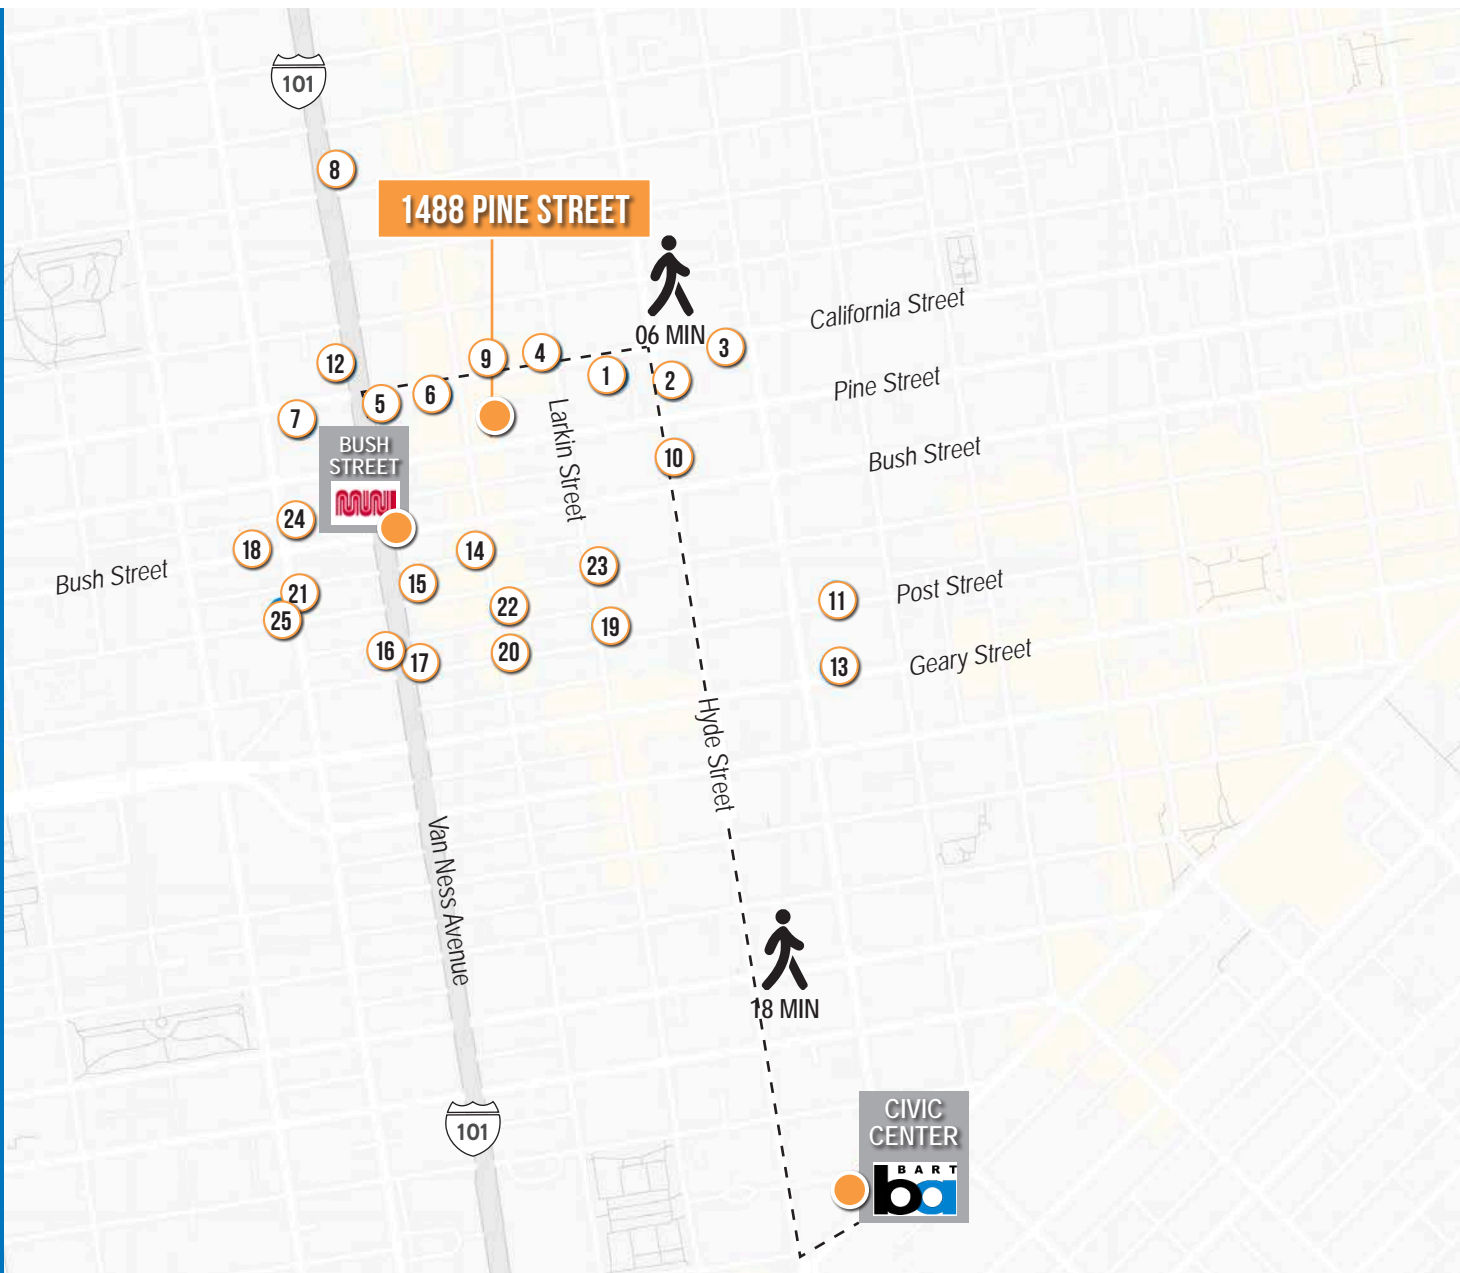 101
8
1488 PINE STREET
California Street
06 MIN
3
12
9
4
1
2
Pine Street
5
6
7
Larkin Street
BUSH
STREET
MUNI
10
Bush Street
24
18
14
23
Bush Street
15
21
25
22
19
11
Post Street
16
17
20
13
Geary Street
Hyde Street
Van Ness Avenue
18 MIN
101
CIVIC
CENTER
BART
ba